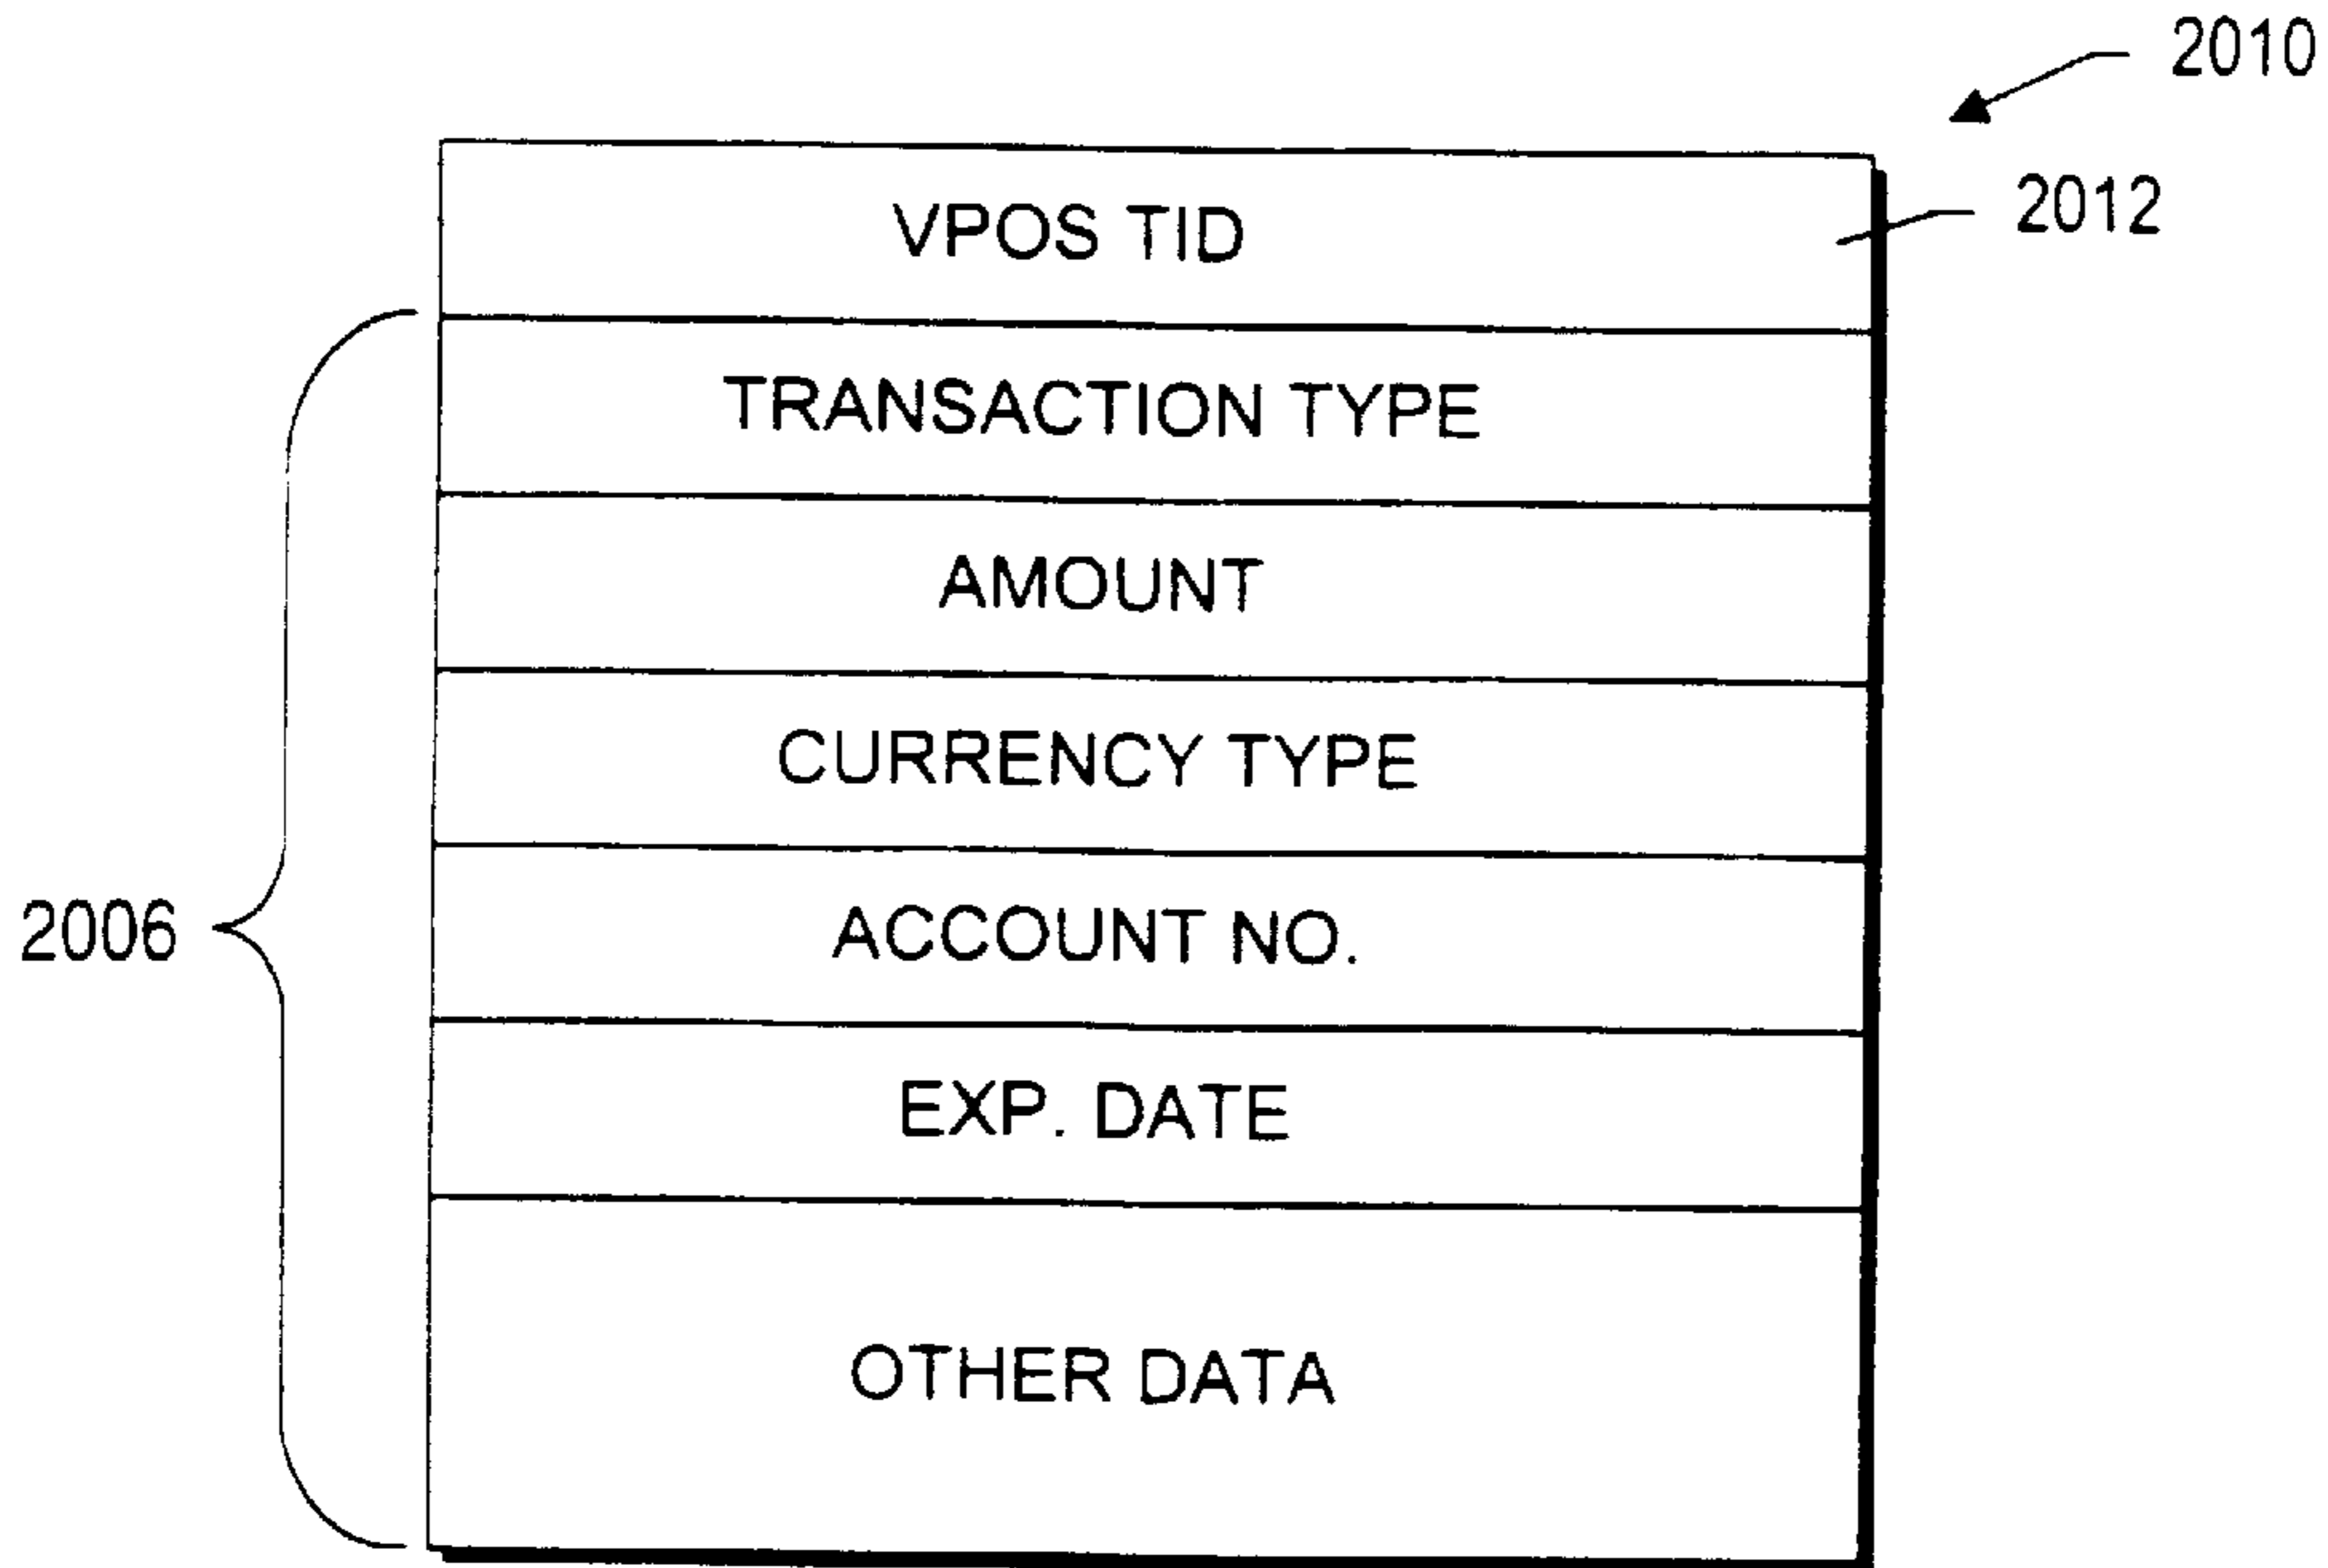 2010
VPOS TID
2012
TRANSACTION TYPE
AMOUNT
CURRENCY TYPE
2006
ACCOUNT NO.
EXP. DATE
OTHER DATA